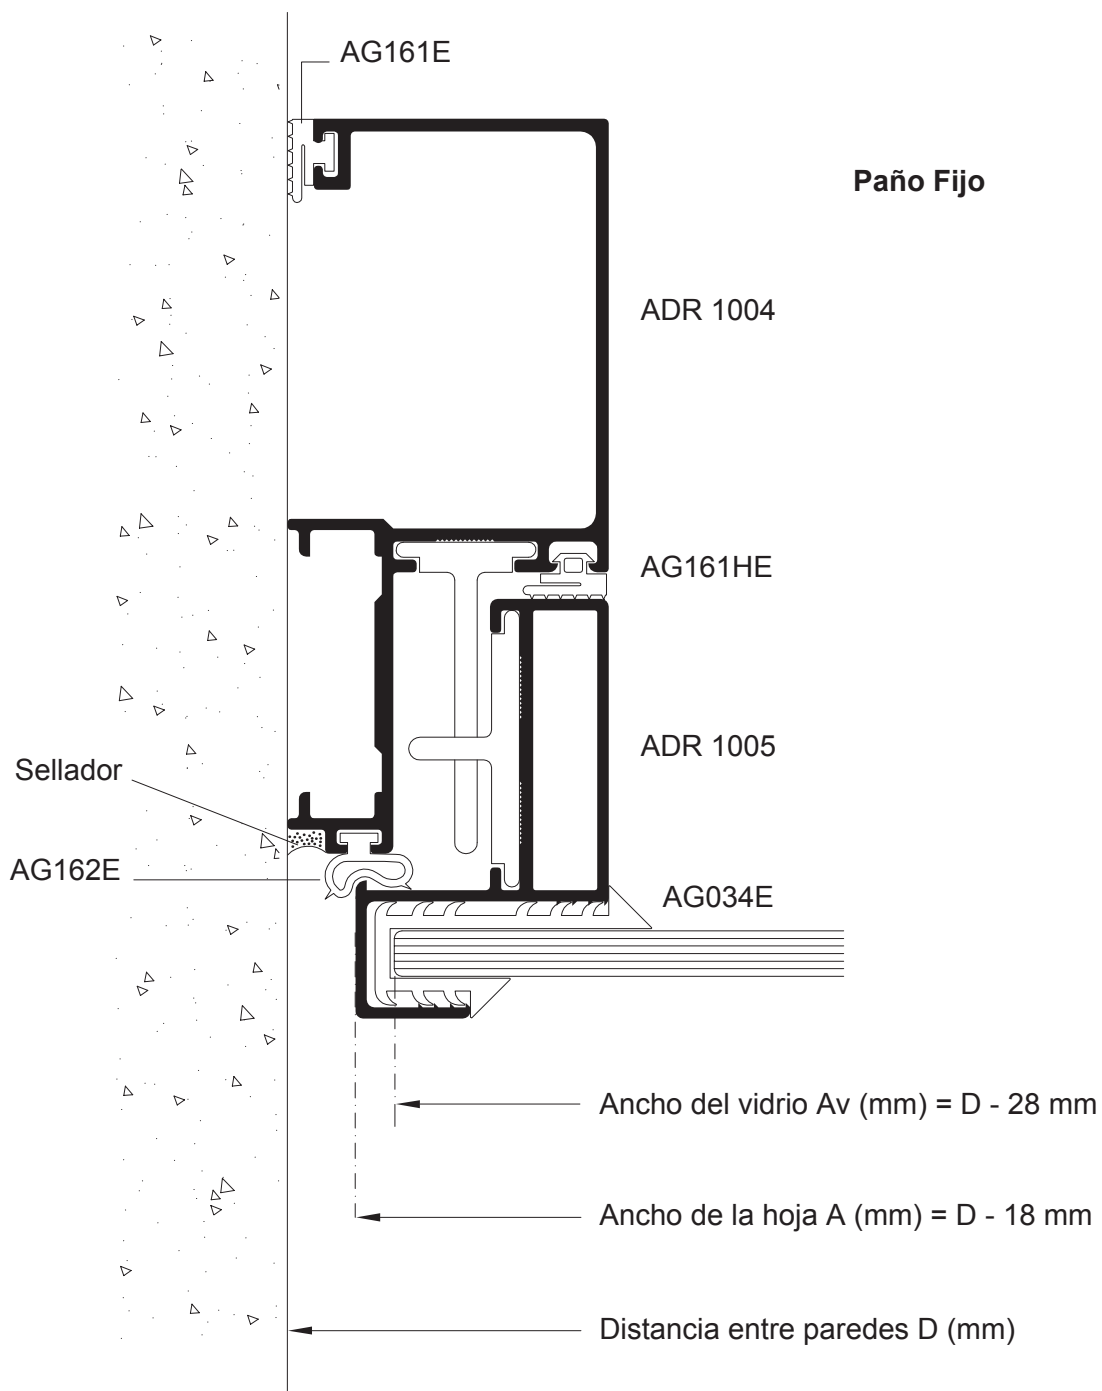 AG161E
Paño Fijo
ADR 1004
AG161HE
ADR 1005
Sellador
AG162E
AG034E
Ancho del vidrio Av (mm) = D - 28 mm
Ancho de la hoja A (mm) = D - 18 mm
Distancia entre paredes D (mm)